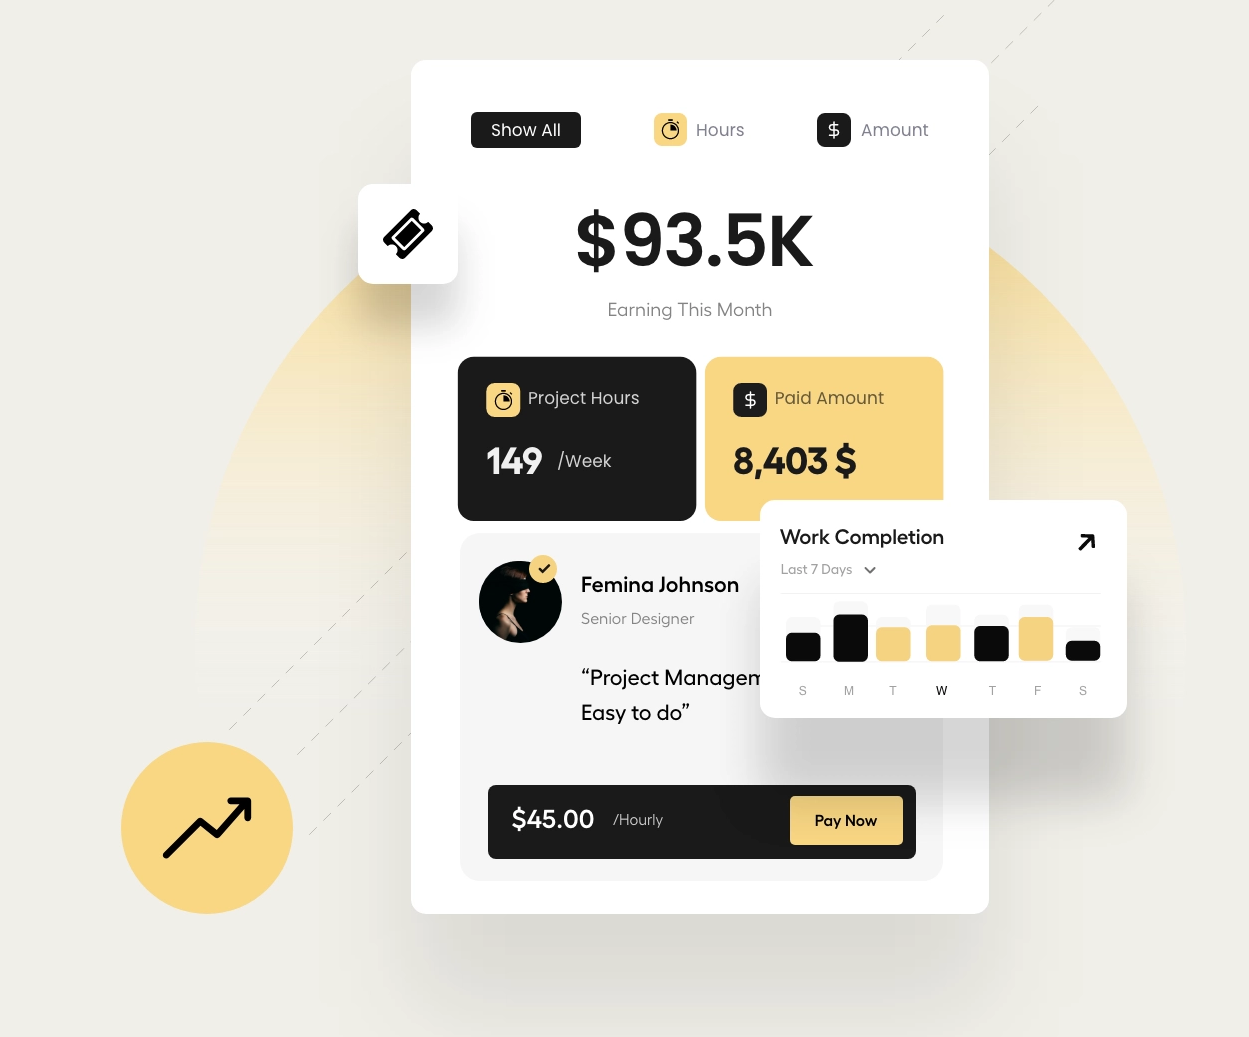 Show All
Hours
Amount
$93.5K
Earning This Month
Project Hours
149 /Week
Paid Amount
8,403 $
Work Completion
Last 7 Days
S M T W T F S
Femina Johnson
Senior Designer
“Project Managem
Easy to do”
$45.00 /Hourly
Pay Now